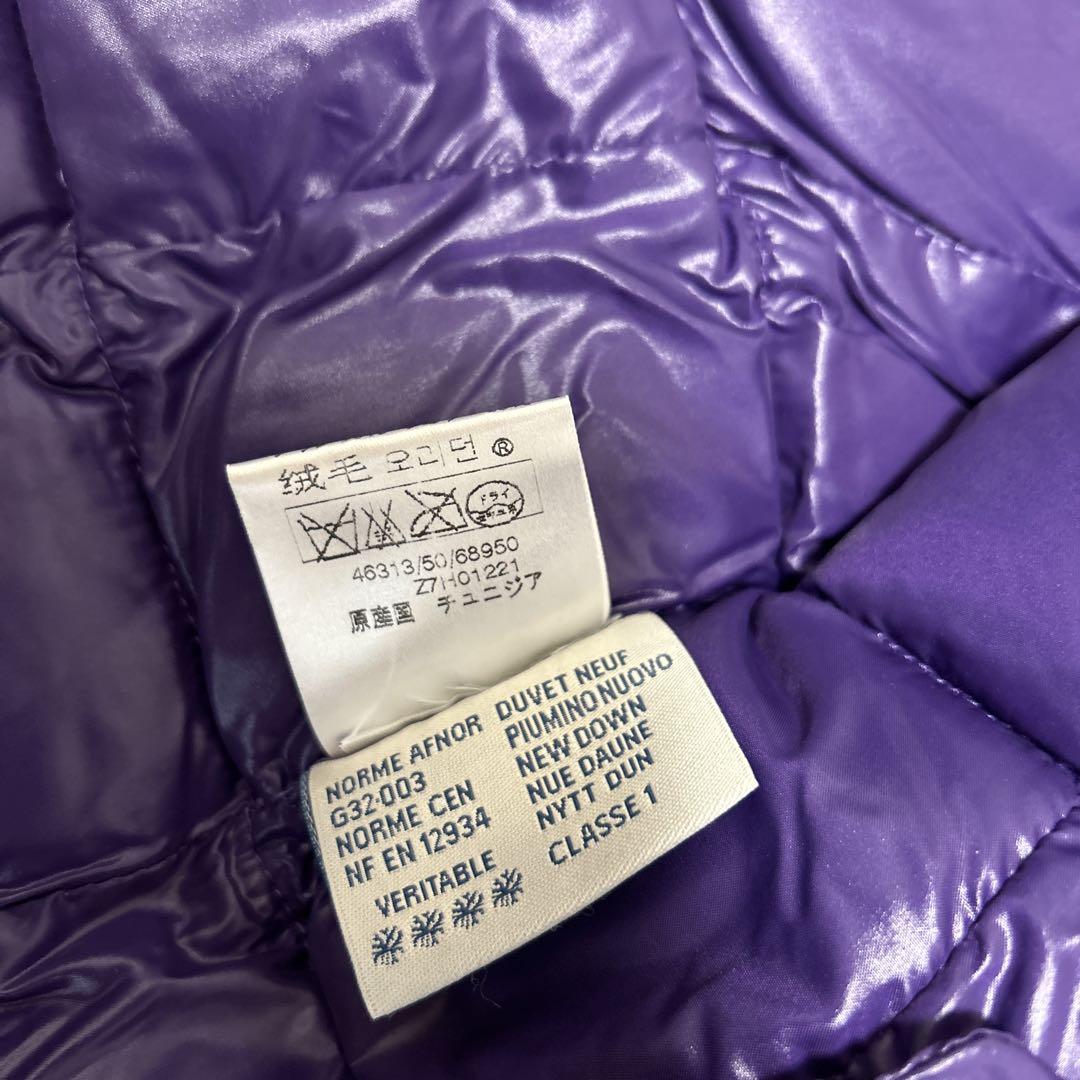 绒毛 오리털 ®
ドライ
46313/50/68950
Z7H01221
原産国 チュニジア
NORME AFNOR
G32-003
NORME CEN
NF EN 12934
VERITABLE
DUVET NEUF
PIUMINO NUOVO
NEW DOWN
NUE DAUNE
NYTT DUN
CLASSE 1